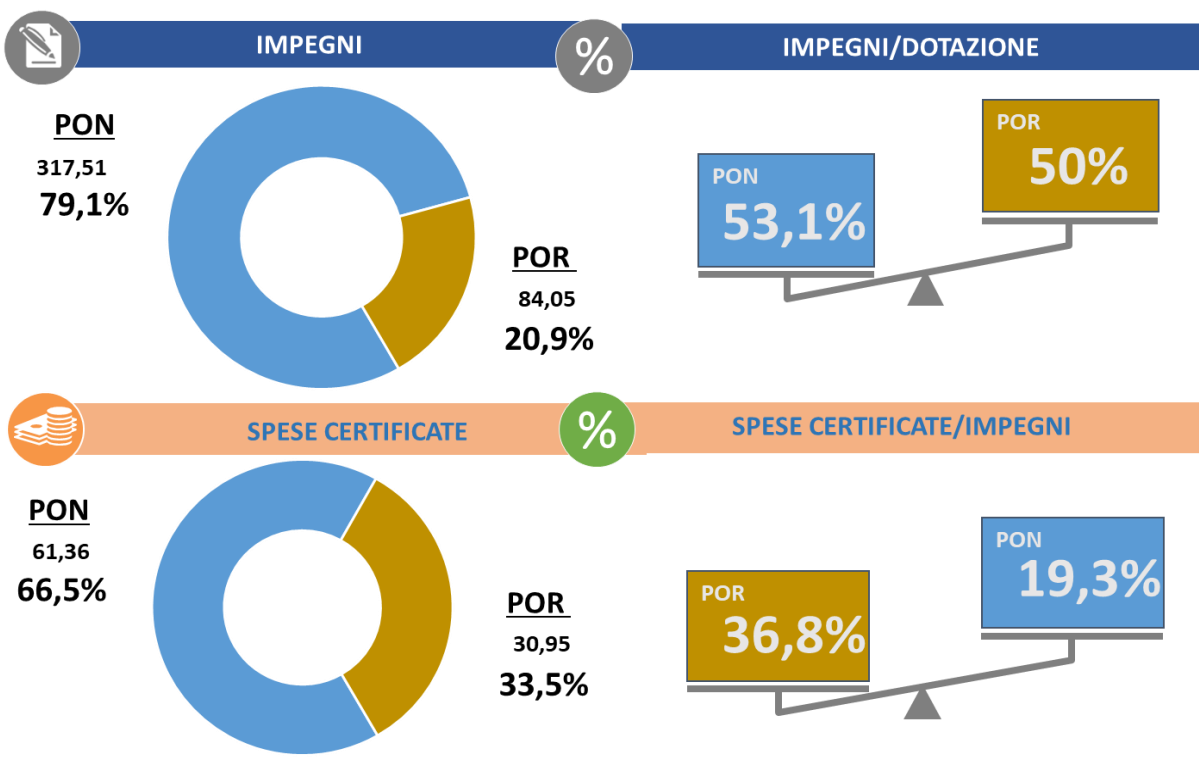 IMPEGNI
%
IMPEGNI/DOTAZIONE
PON
317,51
79,1%
POR
84,05
20,9%
PON
53,1%
POR
50%
SPESE CERTIFICATE
%
SPESE CERTIFICATE/IMPEGNI
PON
61,36
66,5%
POR
30,95
33,5%
POR
36,8%
PON
19,3%